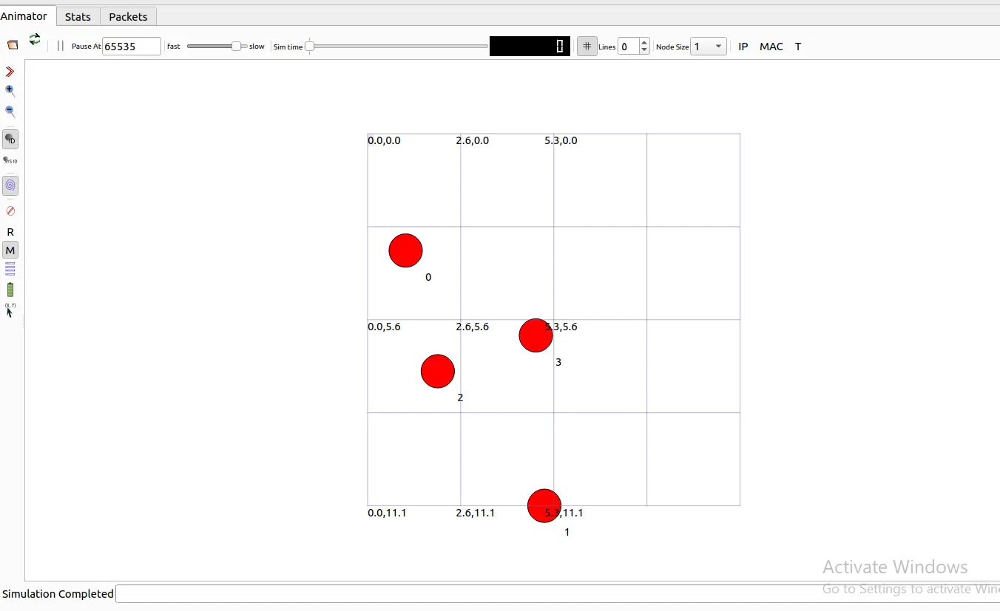 Animator Stats Packets
Pause At 65535 fast slow Sim time 0 # Lines 0 Node Size 1 IP MAC T
ID
SYS ID
R
M
(X, Y)
0.0,0.0 2.6,0.0 5.3,0.0
0
0.0,5.6 2.6,5.6 5.3,5.6
3
2
0.0,11.1 2.6,11.1 5.3,11.1
1
Activate Windows
Go to Settings to activate Win
Simulation Completed